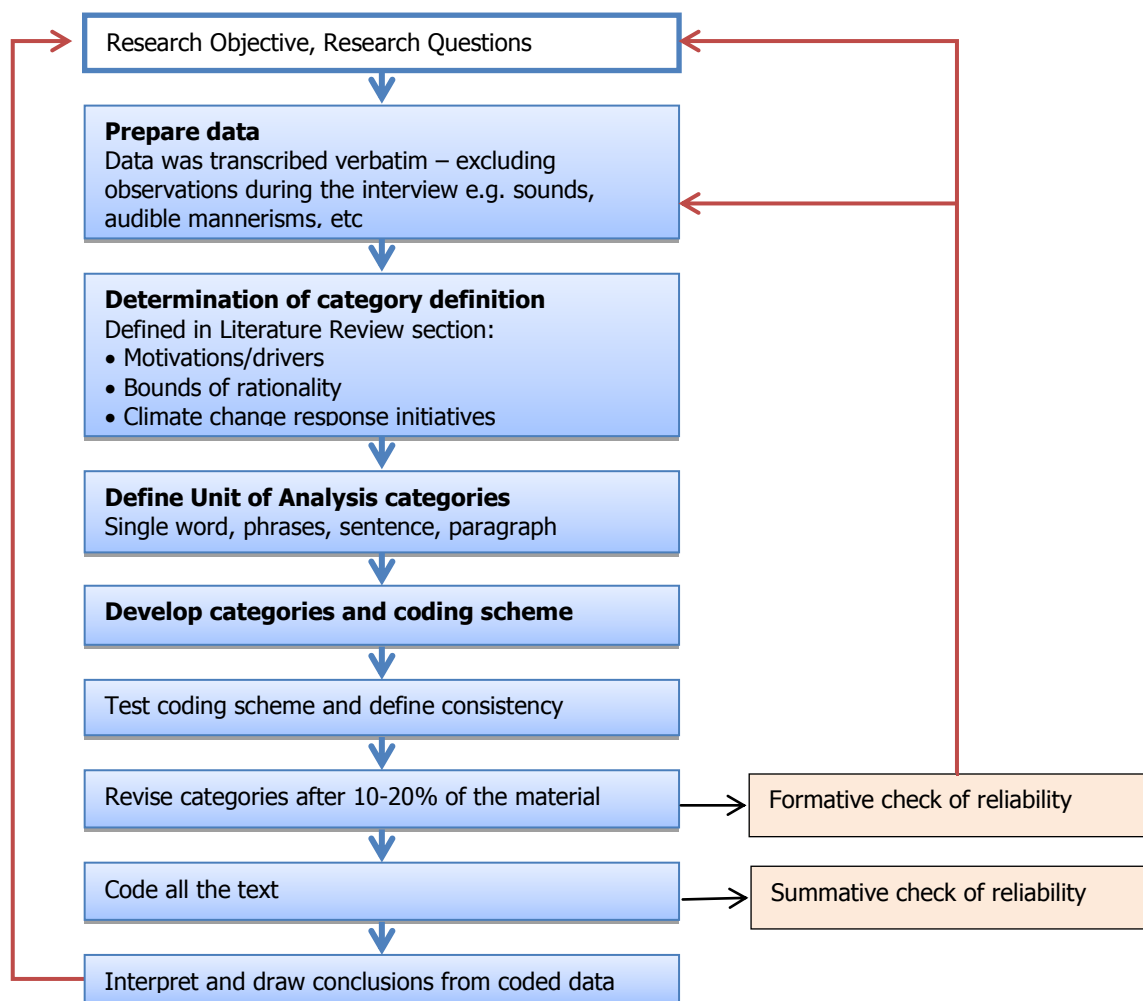 Research Objective, Research Questions
Prepare data
Data was transcribed verbatim – excluding
observations during the interview e.g. sounds,
audible mannerisms, etc
Determination of category definition
Defined in Literature Review section:
• Motivations/drivers
• Bounds of rationality
• Climate change response initiatives
Define Unit of Analysis categories
Single word, phrases, sentence, paragraph
Develop categories and coding scheme
Test coding scheme and define consistency
Revise categories after 10-20% of the material
Formative check of reliability
Code all the text
Summative check of reliability
Interpret and draw conclusions from coded data